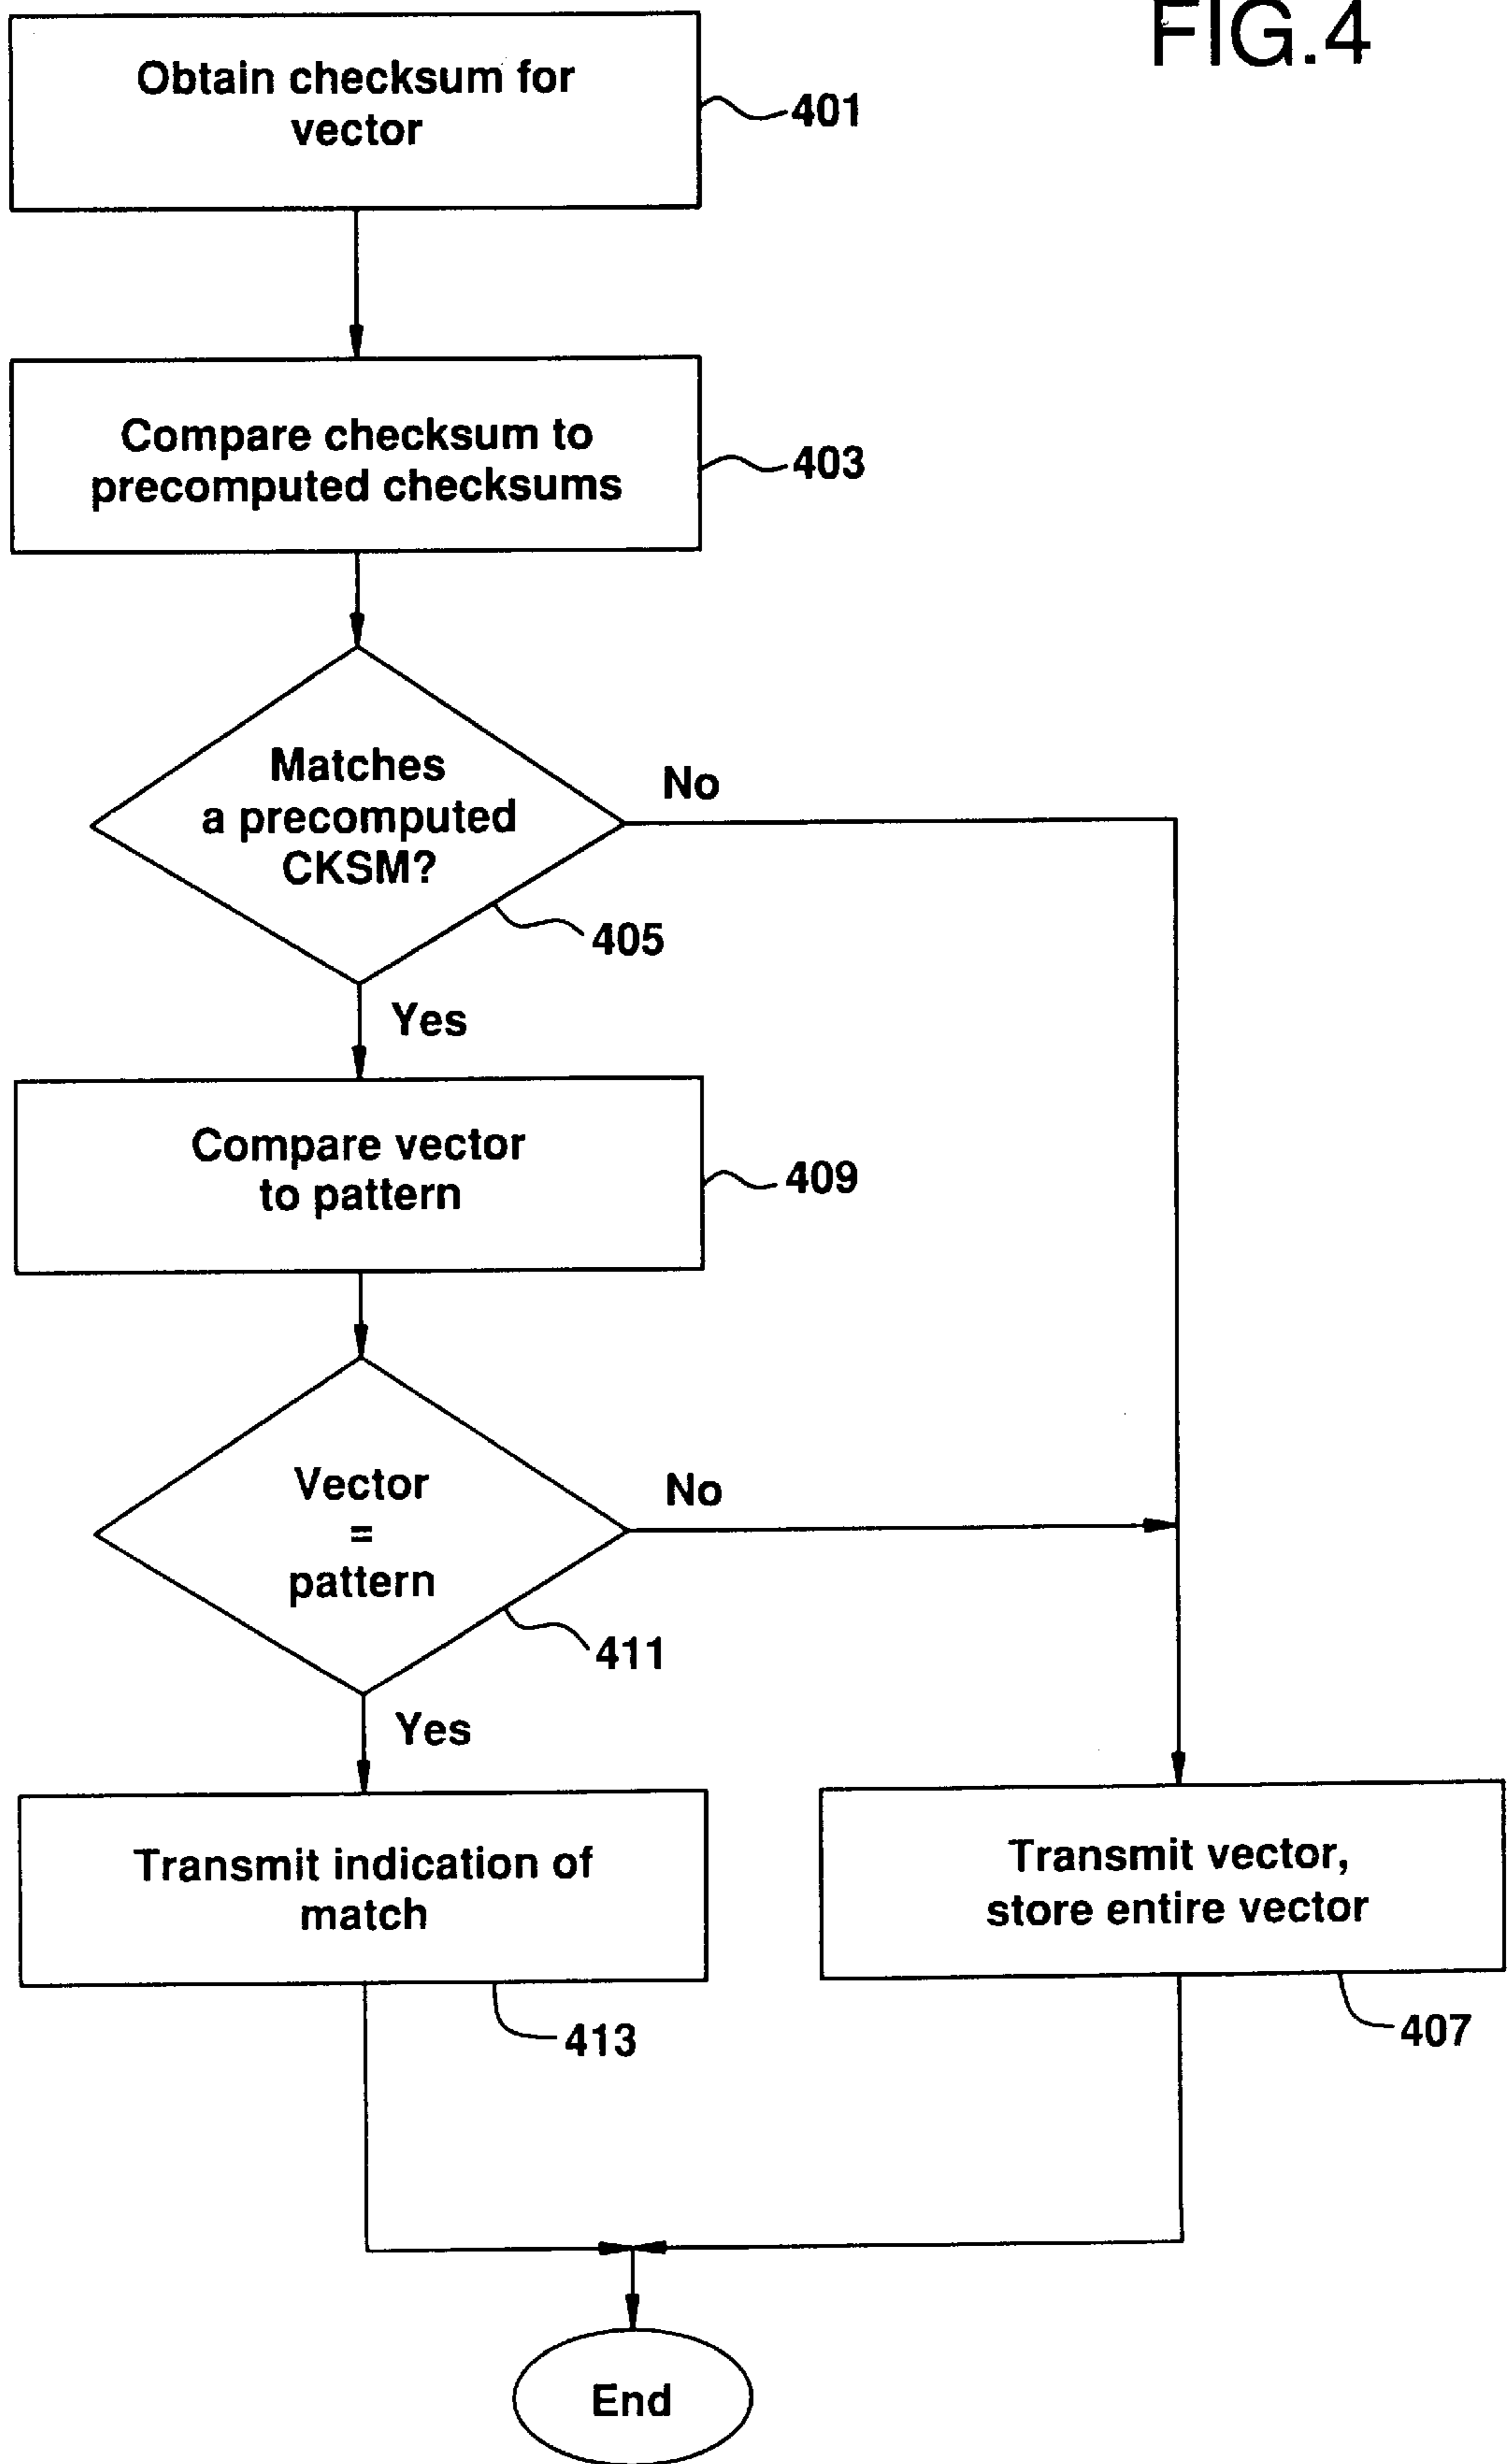 FIG.4
Obtain checksum for
vector
401
Compare checksum to
precomputed checksums
403
Matches
a precomputed
CKSM?
No
405
Yes
Compare vector
to pattern
409
Vector
=
pattern
No
411
Yes
Transmit indication of
match
413
Transmit vector,
store entire vector
407
End